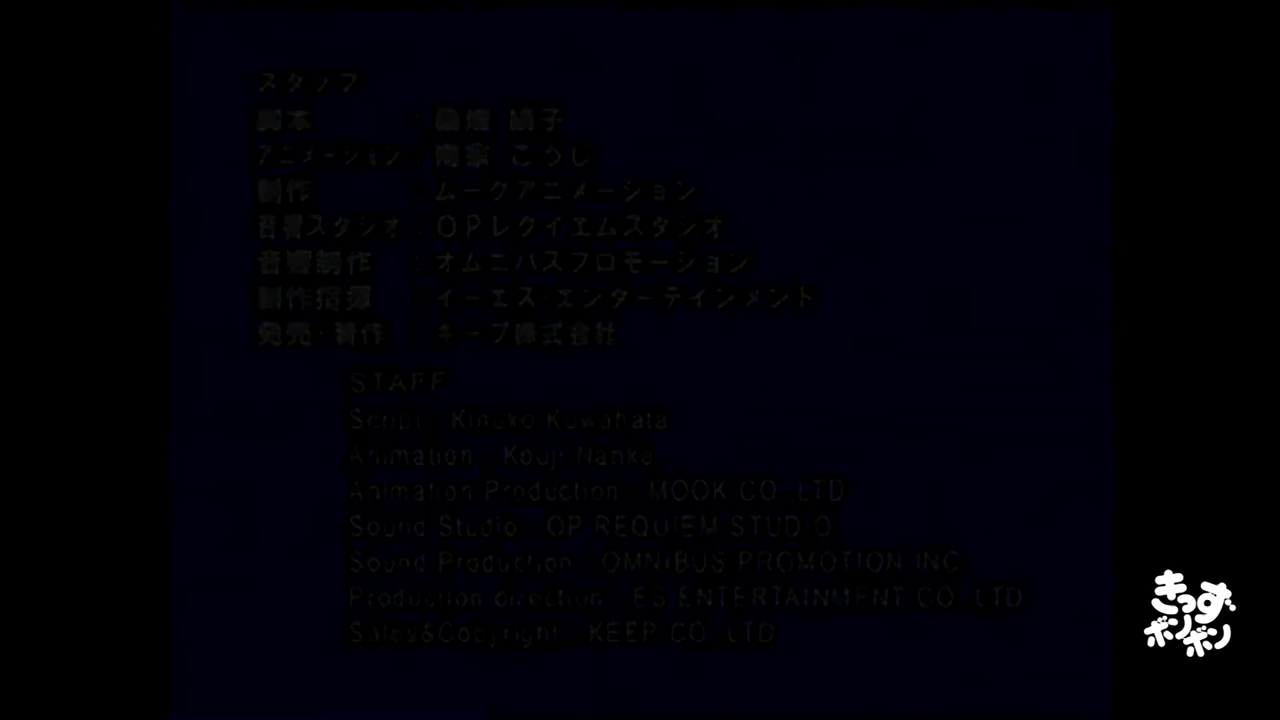 スタッフ
脚本 : 桑畑 絹子
アニメーション : 南家 こうじ
制作 : ムークアニメーション
音響スタジオ : OPレクイエムスタジオ
音響制作 : オムニバスプロモーション
制作指揮 : イーエス・エンターテインメント
発売・著作 : キープ株式会社
STAFF
Script : Kinuko Kuwahata
Animation : Kouji Nanke
Animation Production : MOOK CO.,LTD
Sound Studio : OP REQUIEM STUDIO
Sound Production : OMNIBUS PROMOTION INC.
Production direction : ES ENTERTAINMENT CO.,LTD
Sales&Copyright : KEEP CO.,LTD
きっず
ボンボン